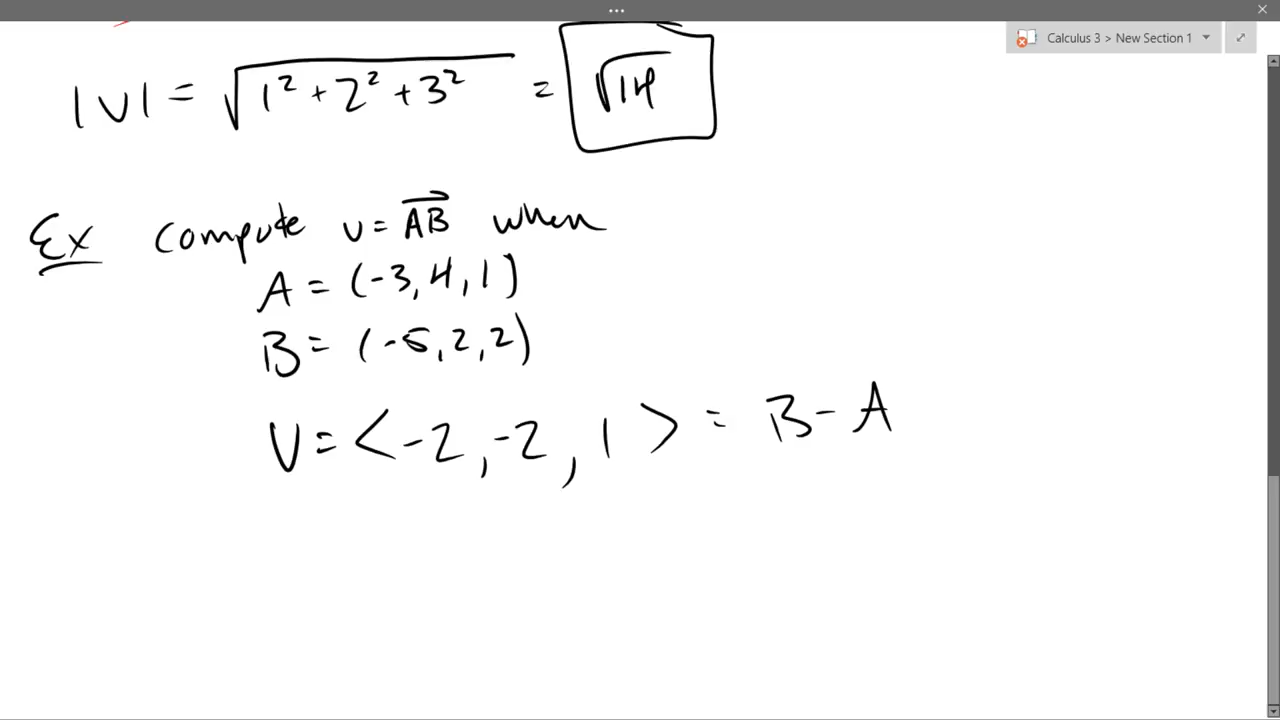 Calculus 3 > New Section 1
|v| = √1² + 2² + 3² = √14
Ex compute v = AB when
A = (-3, 4, 1)
B = (-5, 2, 2)
v = < -2, -2, 1 > = B - A